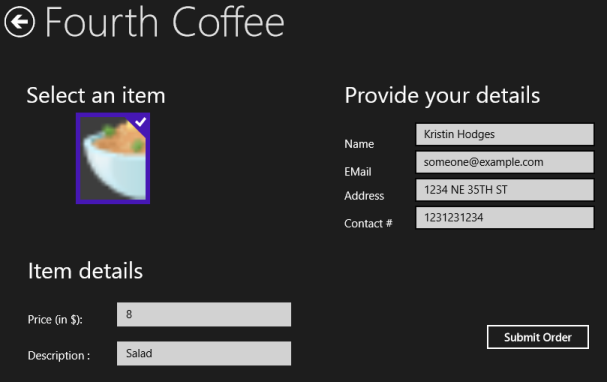 Fourth Coffee
Select an item
Provide your details
Name Kristin Hodges
EMail someone@example.com
Address 1234 NE 35TH ST
Contact # 1231231234
Item details
Price (in $): 8
Description : Salad
Submit Order